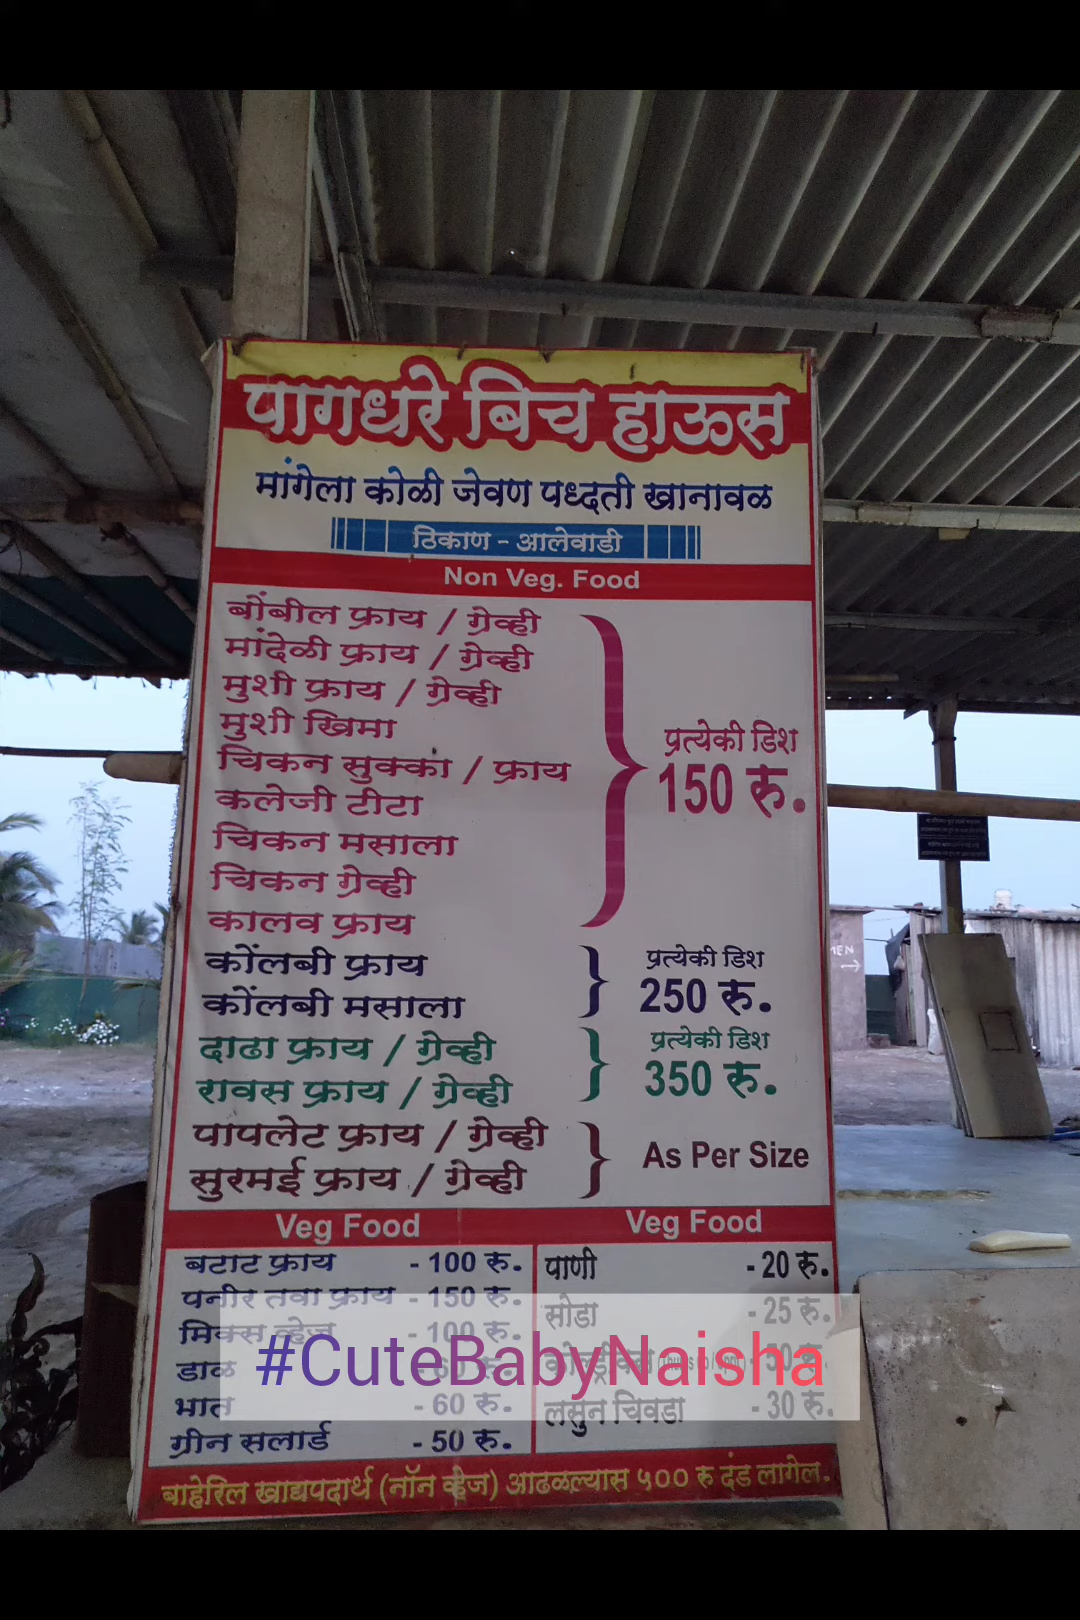 पागधरे बिच हाऊस
मांगेला कोळी जेवण पध्दती खानावळ
ठिकाण - आलेवाडी
Non Veg. Food
बोंबील फ्राय / ग्रेव्ही
मांदेळी फ्राय / ग्रेव्ही
मुशी फ्राय / ग्रेव्ही
मुशी खिमा
चिकन सुक्का / फ्राय
कलेजी टीटा
चिकन मसाला
चिकन ग्रेव्ही
कालव फ्राय
प्रत्येकी डिश
150 रु.
कोंलबी फ्राय
कोंलबी मसाला
प्रत्येकी डिश
250 रु.
दाढा फ्राय / ग्रेव्ही
रावस फ्राय / ग्रेव्ही
प्रत्येकी डिश
350 रु.
पापलेट फ्राय / ग्रेव्ही
सुरमई फ्राय / ग्रेव्ही
As Per Size
Veg Food
बटाट फ्राय - 100 रु.
पनीर तवा फ्राय - 150 रु.
मिक्स व्हेज - 100 रु.
डाळ
भात - 60 रु.
ग्रीन सलार्ड - 50 रु.
Veg Food
पाणी - 20 रु.
सोडा - 25 रु.
लसुन चिवडा - 30 रु.
बाहेरिल खाद्यपदार्थ (नॉन व्हेज) आढळल्यास ५०० रु दंड लागेल.
#CuteBabyNaisha